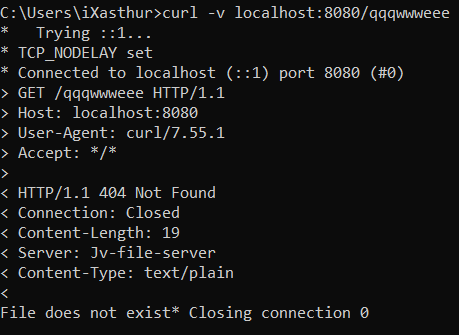 C:\Users\iXasthur>curl -v localhost:8080/qqqwwweee
*   Trying ::1...
* TCP_NODELAY set
* Connected to localhost (::1) port 8080 (#0)
> GET /qqqwwweee HTTP/1.1
> Host: localhost:8080
> User-Agent: curl/7.55.1
> Accept: */*
>
< HTTP/1.1 404 Not Found
< Connection: Closed
< Content-Length: 19
< Server: Jv-file-server
< Content-Type: text/plain
<
File does not exist* Closing connection 0